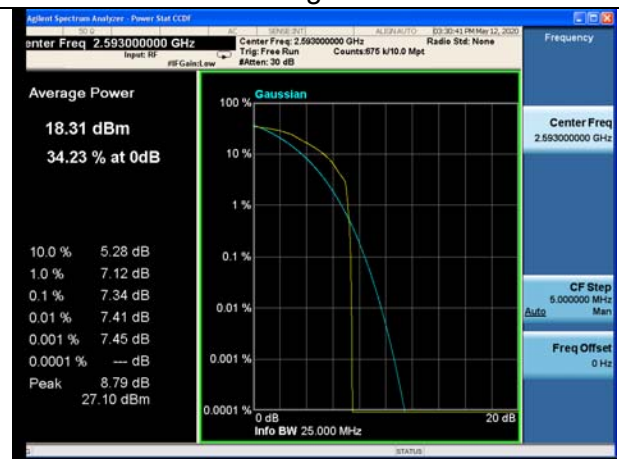 Agilent Spectrum Analyzer - Power Stat CCDF
50 Ω AC SENSE:INT ALIGN AUTO 03:30:41 PM May 12, 2020
enter Freq 2.593000000 GHz
Center Freq: 2.593000000 GHz Radio Std: None
Input: RF Trig: Free Run Counts:675 k/10.0 Mpt
#IFGain:Low #Atten: 30 dB
Frequency
Average Power
18.31 dBm
34.23 % at 0dB
10.0 % 5.28 dB
1.0 % 7.12 dB
0.1 % 7.34 dB
0.01 % 7.41 dB
0.001 % 7.45 dB
0.0001 % --- dB
Peak 8.79 dB
27.10 dBm
Gaussian
100 %
10 %
1 %
0.1 %
0.01 %
0.001 %
0.0001 %
0 dB 20 dB
Info BW 25.000 MHz
Center Freq
2.593000000 GHz
CF Step
5.000000 MHz
Auto Man
Freq Offset
0 Hz
STATUS